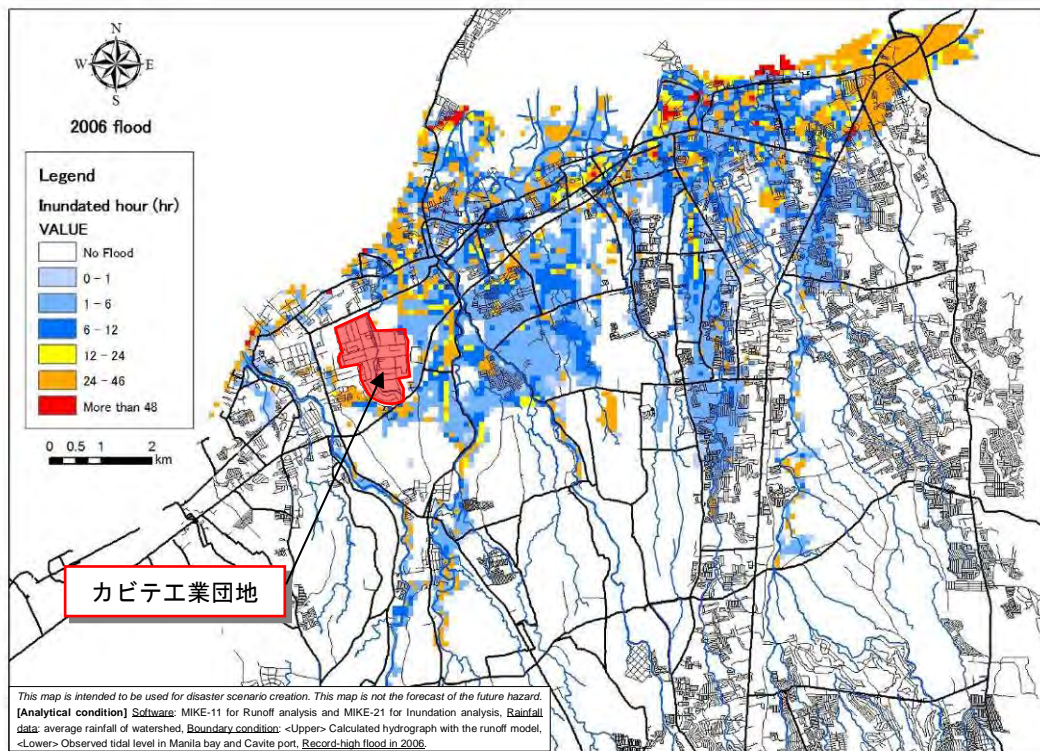 N
W E
S
2006 flood
Legend
Inundated hour (hr)
VALUE
No Flood
0 - 1
1 - 6
6 - 12
12 - 24
24 - 46
More than 48
0 0.5 1 2
km
カビテ工業団地
This map is intended to be used for disaster scenario creation. This map is not the forecast of the future hazard.
[Analytical condition] Software: MIKE-11 for Runoff analysis and MIKE-21 for Inundation analysis, Rainfall
data: average rainfall of watershed, Boundary condition: <Upper> Calculated hydrograph with the runoff model,
<Lower> Observed tidal level in Manila bay and Cavite port, Record-high flood in 2006.